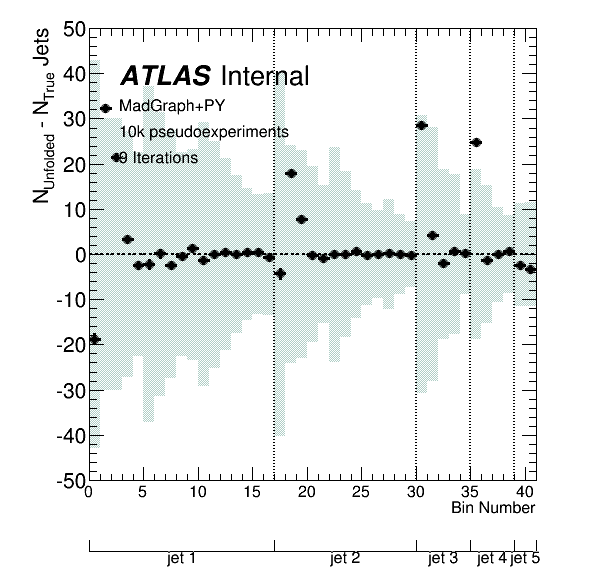 N_Unfolded - N_True Jets
50
40
30
20
10
0
-10
-20
-30
-40
-50
ATLAS Internal
MadGraph+PY
10k pseudoexperiments
9 Iterations
0 5 10 15 20 25 30 35 40
Bin Number
jet 1 jet 2 jet 3 jet 4 jet 5